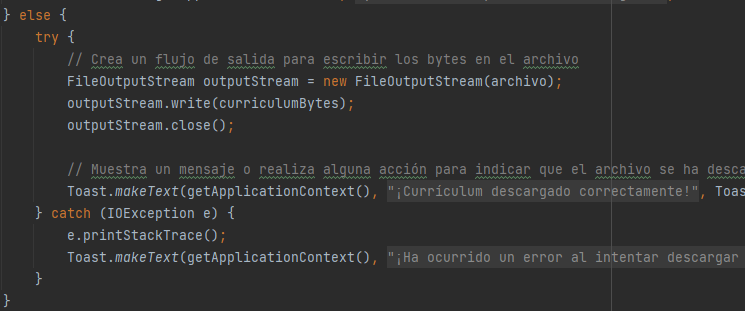 } else {
try {
// Crea un flujo de salida para escribir los bytes en el archivo
FileOutputStream outputStream = new FileOutputStream(archivo);
outputStream.write(curriculumBytes);
outputStream.close();
// Muestra un mensaje o realiza alguna acción para indicar que el archivo se ha desca
Toast.makeText(getApplicationContext(), "¡Currículum descargado correctamente!", Toas
} catch (IOException e) {
e.printStackTrace();
Toast.makeText(getApplicationContext(), "¡Ha ocurrido un error al intentar descargar
}
}